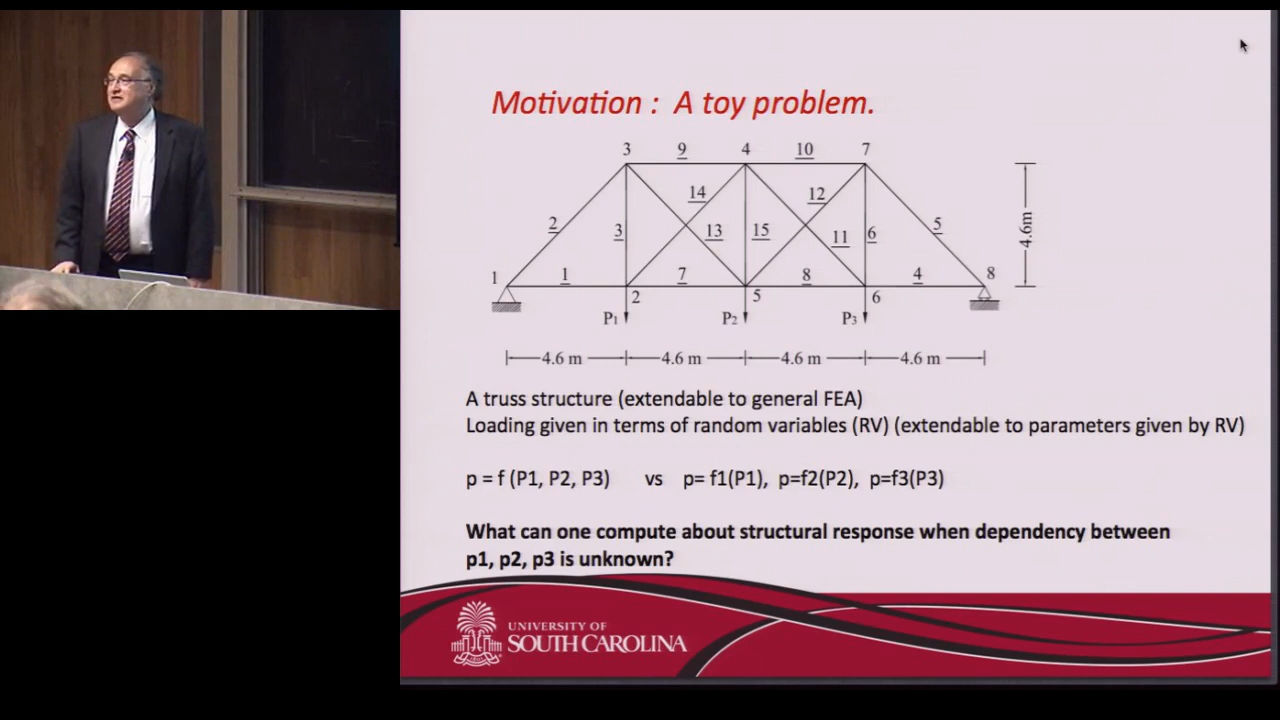 Motivation : A toy problem.
3 9 4 10 7
14 12
2 3 13 15 11 6 5
4.6m
1 1 7 8 4 8
2 5 6
P1 P2 P3
4.6 m 4.6 m 4.6 m 4.6 m
A truss structure (extendable to general FEA)
Loading given in terms of random variables (RV) (extendable to parameters given by RV)
p = f (P1, P2, P3) vs p= f1(P1), p=f2(P2), p=f3(P3)
What can one compute about structural response when dependency between
p1, p2, p3 is unknown?
UNIVERSITY OF
SOUTH CAROLINA